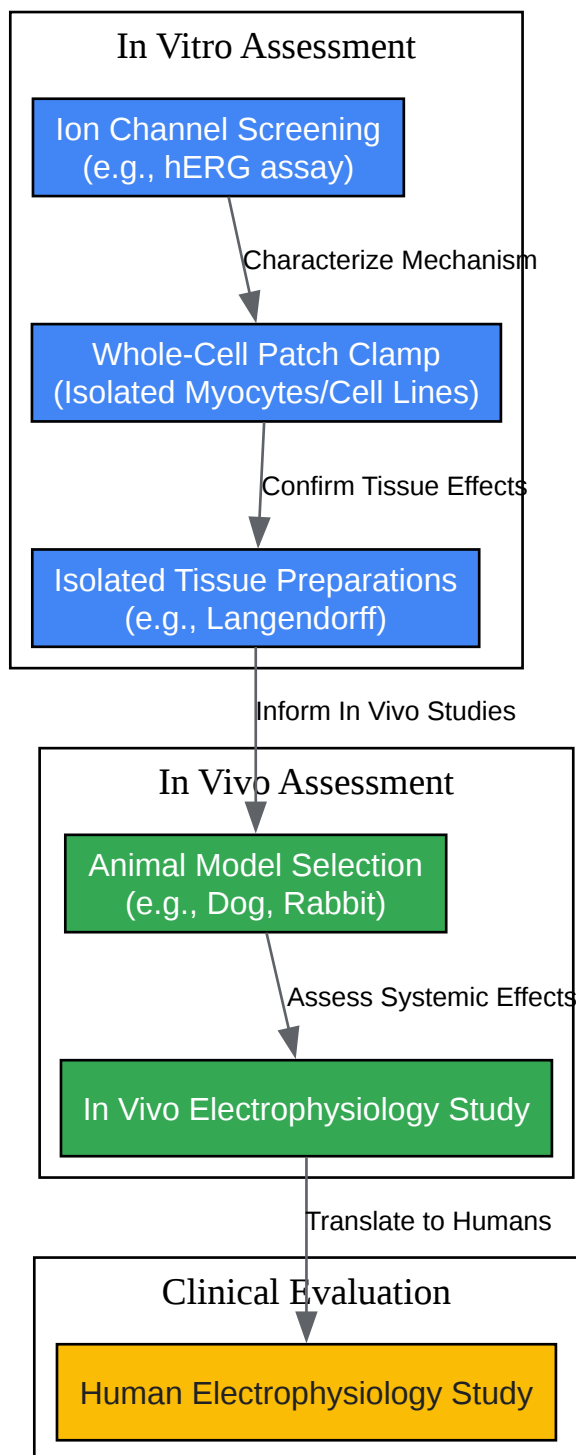 In Vitro Assessment
Ion Channel Screening
(e.g., hERG assay)
Characterize Mechanism
Whole-Cell Patch Clamp
(Isolated Myocytes/Cell Lines)
Confirm Tissue Effects
Isolated Tissue Preparations
(e.g., Langendorff)
Inform In Vivo Studies
In Vivo Assessment
Animal Model Selection
(e.g., Dog, Rabbit)
Assess Systemic Effects
In Vivo Electrophysiology Study
Translate to Humans
Clinical Evaluation
Human Electrophysiology Study